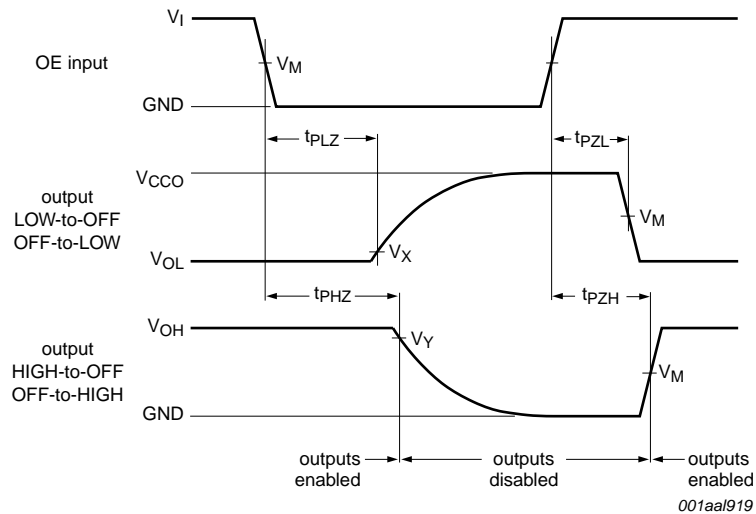 VI
OE input
VM
GND
tPLZ
tPZL
VCCO
output
LOW-to-OFF
OFF-to-LOW
VM
VX
VOL
tPHZ
tPZH
VOH
VY
output
HIGH-to-OFF
OFF-to-HIGH
VM
GND
outputs
enabled
outputs
disabled
outputs
enabled
001aal919